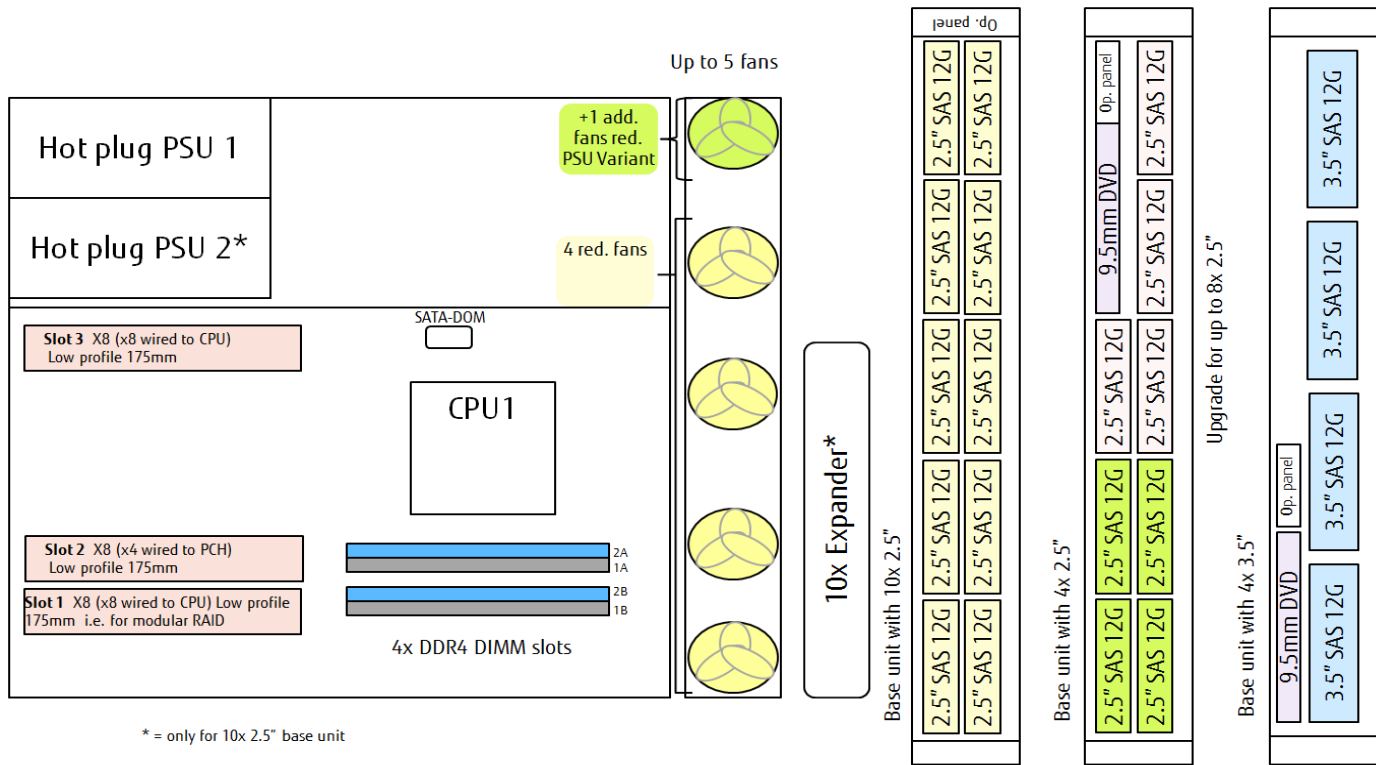 Up to 5 fans
Hot plug PSU 1
Hot plug PSU 2*
+1 add.
fans red.
PSU Variant
4 red. fans
SATA-DOM
Slot 3 X8 (x8 wired to CPU)
Low profile 175mm
CPU1
Slot 2 X8 (x4 wired to PCH)
Low profile 175mm
Slot 1 X8 (x8 wired to CPU) Low profile
175mm i.e. for modular RAID
2A
1A
2B
1B
4x DDR4 DIMM slots
* = only for 10x 2.5" base unit
10x Expander*
Base unit with 10x 2.5"
Op. panel
2.5" SAS 12G
2.5" SAS 12G
2.5" SAS 12G
2.5" SAS 12G
2.5" SAS 12G
2.5" SAS 12G
2.5" SAS 12G
2.5" SAS 12G
2.5" SAS 12G
2.5" SAS 12G
Base unit with 4x 2.5"
Op. panel
9.5mm DVD
2.5" SAS 12G
2.5" SAS 12G
2.5" SAS 12G
2.5" SAS 12G
2.5" SAS 12G
2.5" SAS 12G
2.5" SAS 12G
2.5" SAS 12G
Upgrade for up to 8x 2.5"
Base unit with 4x 3.5"
Op. panel
9.5mm DVD
3.5" SAS 12G
3.5" SAS 12G
3.5" SAS 12G
3.5" SAS 12G